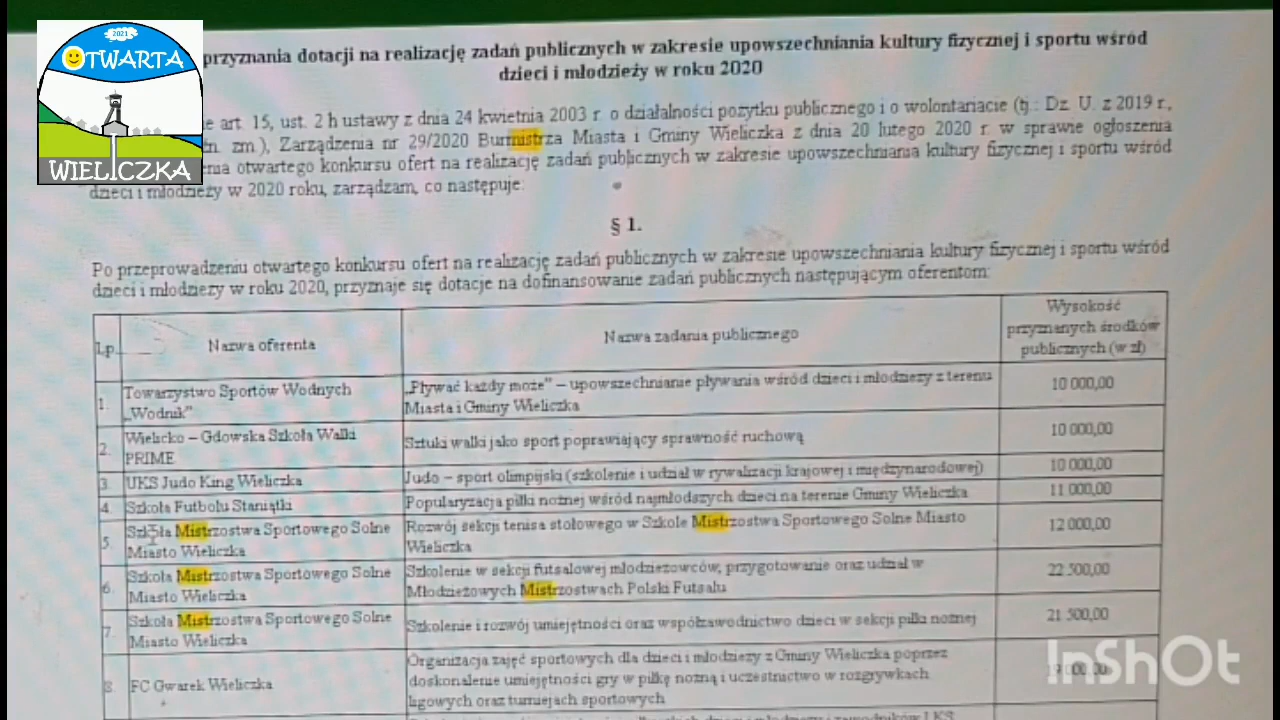 2021
OTWARTA
WIELICZKA
przyznania dotacji na realizację zadań publicznych w zakresie upowszechniania kultury fizycznej i sportu wśród
dzieci i młodzieży w roku 2020
art. 15, ust. 2 h ustawy z dnia 24 kwietnia 2003 r. o działalności pożytku publicznego i o wolontariacie (tj.: Dz. U. z 2019 r.,
zm.), Zarządzenia nr 29/2020 Burmistrza Miasta i Gminy Wieliczka z dnia 20 lutego 2020 r. w sprawie ogłoszenia
otwartego konkursu ofert na realizację zadań publicznych w zakresie upowszechniania kultury fizycznej i sportu wśród
dzieci i młodzieży w 2020 roku, zarządzam, co następuje:
§ 1.
Po przeprowadzeniu otwartego konkursu ofert na realizację zadań publicznych w zakresie upowszechniania kultury fizycznej i sportu wśród
dzieci i młodzieży w roku 2020, przyznaje się dotacje na dofinansowanie zadań publicznych następującym oferentom:
Lp. Nazwa oferenta Nazwa zadania publicznego Wysokość
przyznanych środków
publicznych (w zł)
1. Towarzystwo Sportów Wodnych „Pływać każdy może” – upowszechnianie pływania wśród dzieci i młodzieży z terenu 10 000,00
„Wodnik” Miasta i Gminy Wieliczka
2. Wielicko – Gdowska Szkoła Walki Sztuki walki jako sport poprawiający sprawność ruchową 10 000,00
PRIME
3. UKS Judo King Wieliczka Judo – sport olimpijski (szkolenie i udział w rywalizacji krajowej i międzynarodowej) 10 000,00
4. Szkoła Futbolu Staniątki Popularyzacja piłki nożnej wśród najmłodszych dzieci na terenie Gminy Wieliczka 11 000,00
5. Szkoła Mistrzostwa Sportowego Solne Rozwój sekcji tenisa stołowego w Szkole Mistrzostwa Sportowego Solne Miasto 12 000,00
Miasto Wieliczka Wieliczka
6. Szkoła Mistrzostwa Sportowego Solne Szkolenie w sekcji futsalowej młodzieżowców, przygotowanie oraz udział w 22 500,00
Miasto Wieliczka Młodzieżowych Mistrzostwach Polski Futsalu
7. Szkoła Mistrzostwa Sportowego Solne Szkolenie i rozwój umiejętności oraz współzawodnictwo dzieci w sekcji piłki nożnej 21 500,00
Miasto Wieliczka
8. FC Gwarek Wieliczka Organizacja zajęć sportowych dla dzieci i młodzieży z Gminy Wieliczka poprzez
doskonalenie umiejętności gry w piłkę nożną i uczestnictwo w rozgrywkach
ligowych oraz turniejach sportowych
InShOt